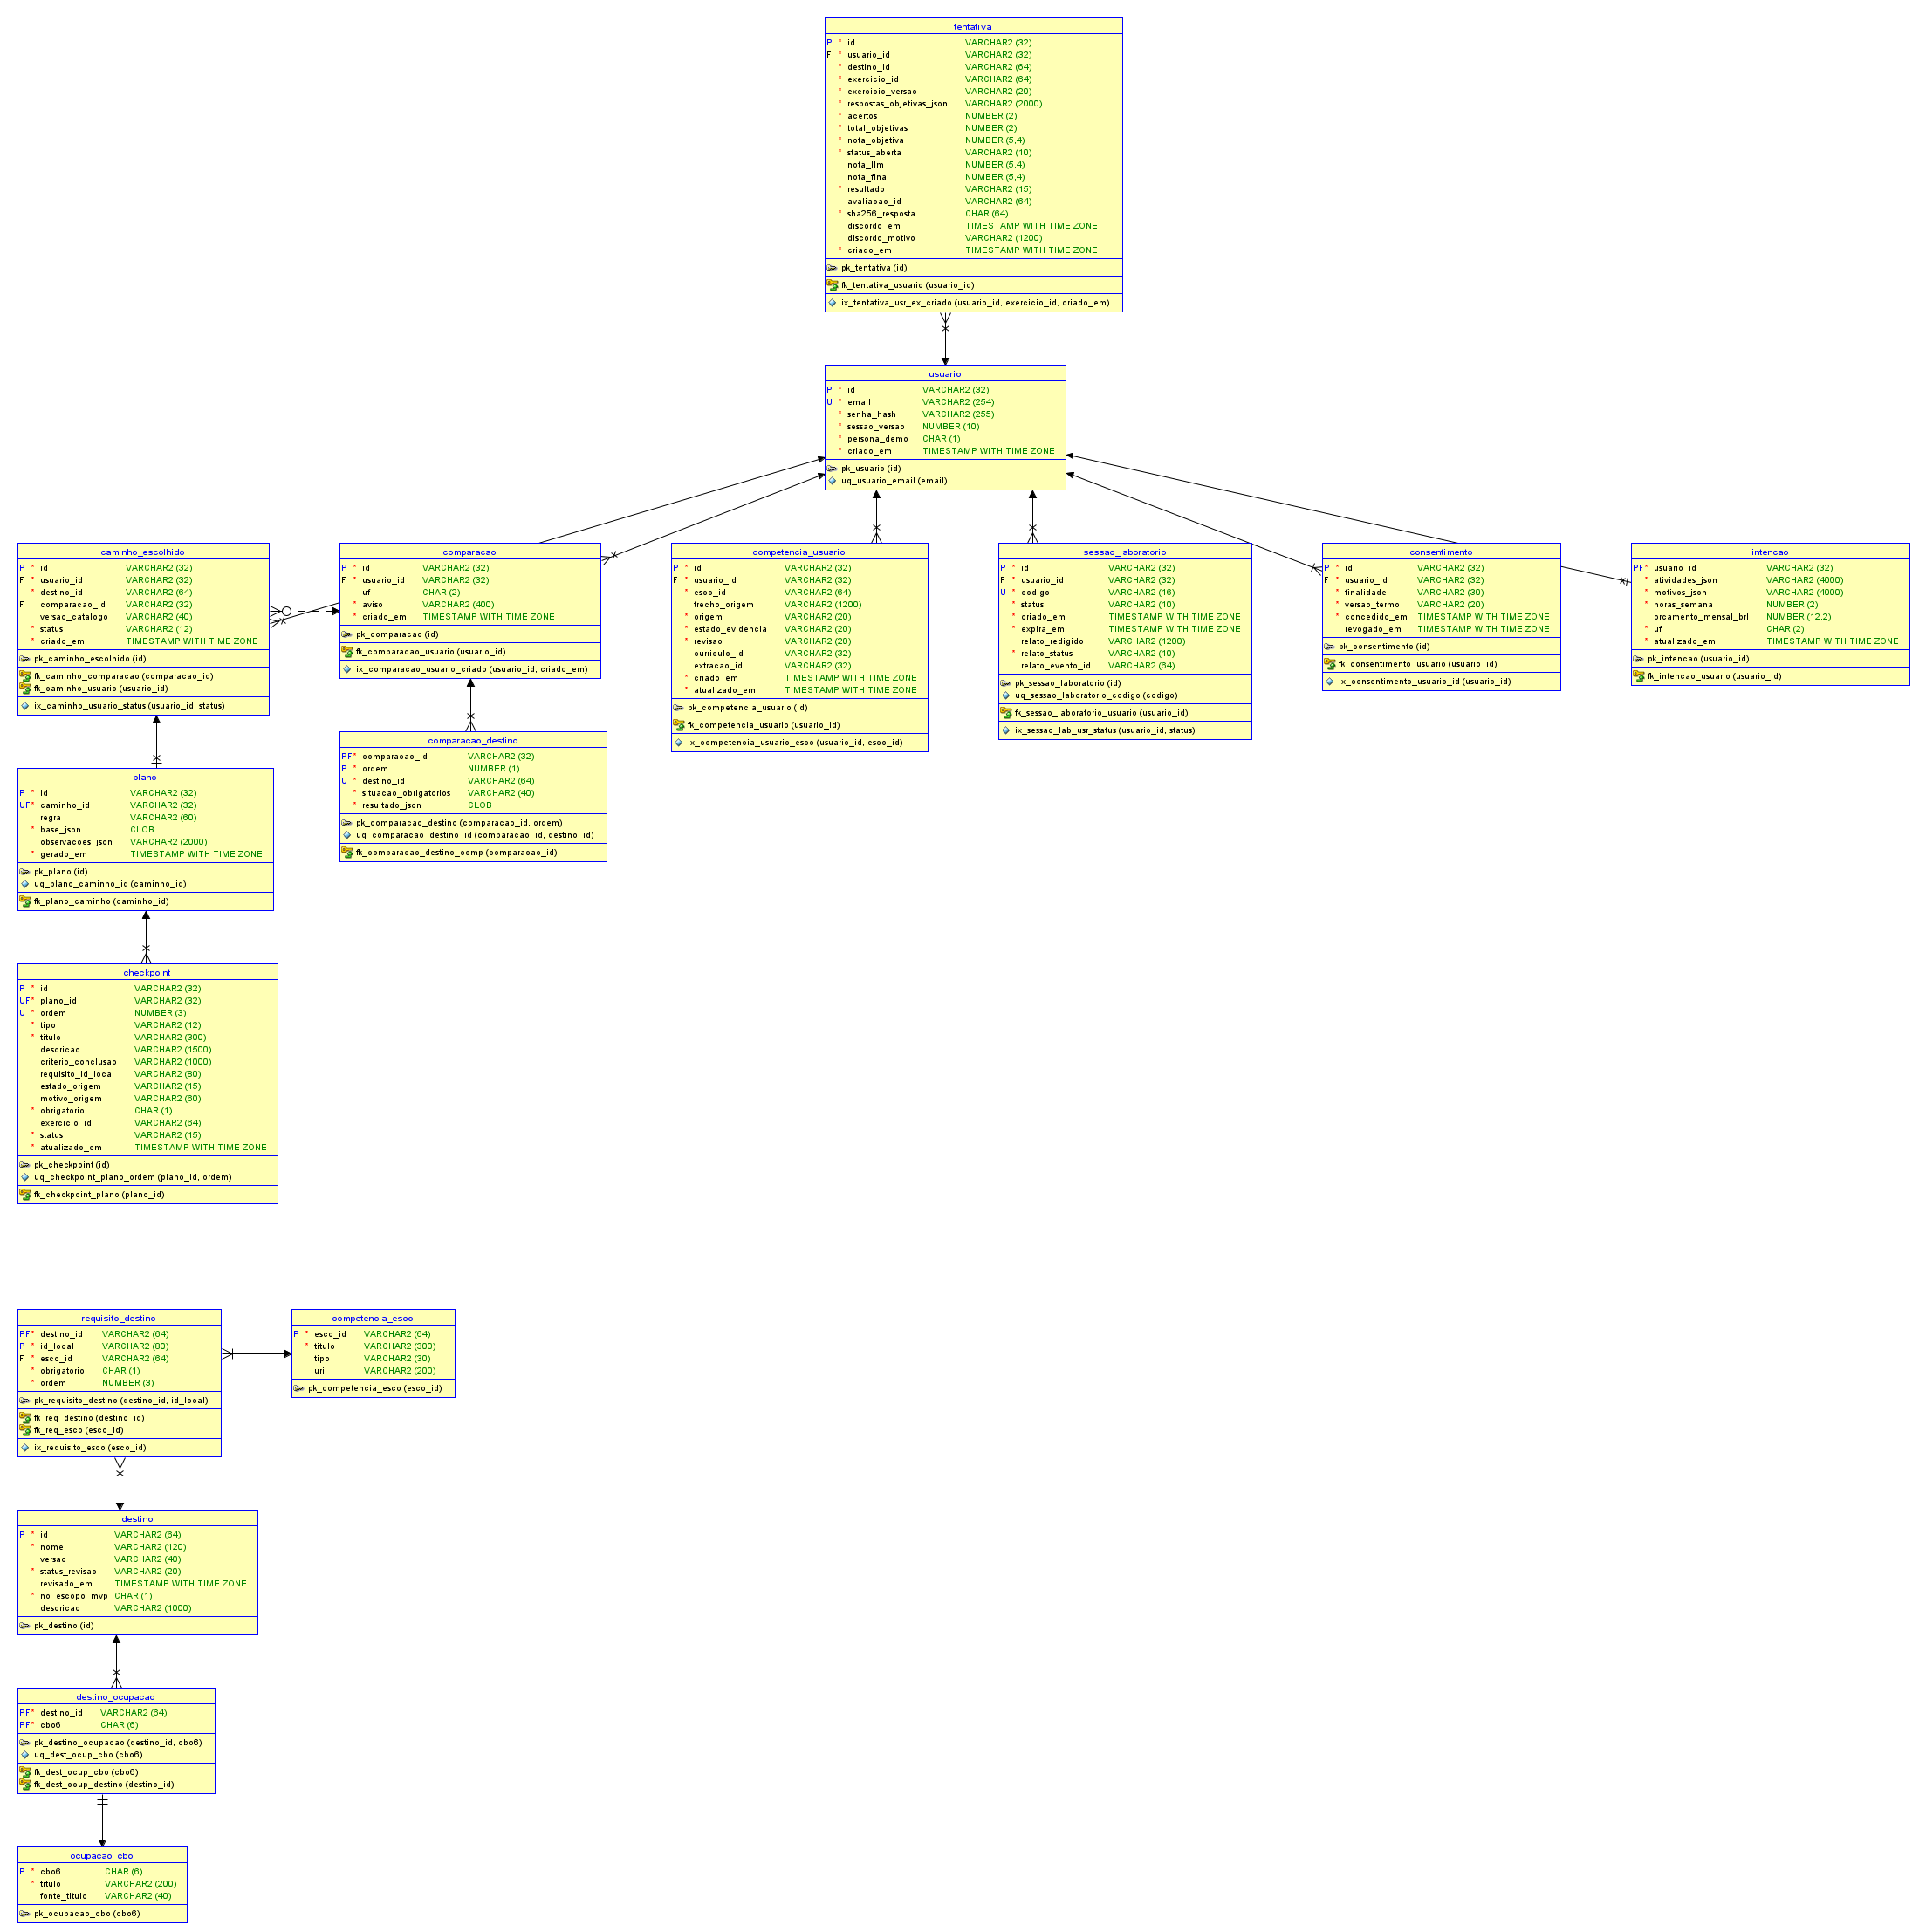 tentativa
P * id VARCHAR2 (32)
F * usuario_id VARCHAR2 (32)
* destino_id VARCHAR2 (64)
* exercicio_id VARCHAR2 (64)
* exercicio_versao VARCHAR2 (20)
* respostas_objetivas_json VARCHAR2 (2000)
* acertos NUMBER (2)
* total_objetivas NUMBER (2)
* nota_objetiva NUMBER (5,4)
* status_aberta VARCHAR2 (10)
nota_llm NUMBER (5,4)
nota_final NUMBER (5,4)
* resultado VARCHAR2 (15)
avaliacao_id VARCHAR2 (64)
* sha256_resposta CHAR (64)
discordo_em TIMESTAMP WITH TIME ZONE
discordo_motivo VARCHAR2 (1200)
* criado_em TIMESTAMP WITH TIME ZONE
pk_tentativa (id)
fk_tentativa_usuario (usuario_id)
ix_tentativa_usr_ex_criado (usuario_id, exercicio_id, criado_em)
usuario
P * id VARCHAR2 (32)
U * email VARCHAR2 (254)
* senha_hash VARCHAR2 (255)
* sessao_versao NUMBER (10)
* persona_demo CHAR (1)
* criado_em TIMESTAMP WITH TIME ZONE
pk_usuario (id)
uq_usuario_email (email)
caminho_escolhido
P * id VARCHAR2 (32)
F * usuario_id VARCHAR2 (32)
* destino_id VARCHAR2 (64)
F comparacao_id VARCHAR2 (32)
versao_catalogo VARCHAR2 (40)
* status VARCHAR2 (12)
* criado_em TIMESTAMP WITH TIME ZONE
pk_caminho_escolhido (id)
fk_caminho_comparacao (comparacao_id)
fk_caminho_usuario (usuario_id)
ix_caminho_usuario_status (usuario_id, status)
comparacao
P * id VARCHAR2 (32)
F * usuario_id VARCHAR2 (32)
uf CHAR (2)
* aviso VARCHAR2 (400)
* criado_em TIMESTAMP WITH TIME ZONE
pk_comparacao (id)
fk_comparacao_usuario (usuario_id)
ix_comparacao_usuario_criado (usuario_id, criado_em)
competencia_usuario
P * id VARCHAR2 (32)
F * usuario_id VARCHAR2 (32)
* esco_id VARCHAR2 (64)
trecho_origem VARCHAR2 (1200)
* origem VARCHAR2 (20)
* estado_evidencia VARCHAR2 (20)
* revisao VARCHAR2 (20)
curriculo_id VARCHAR2 (32)
extracao_id VARCHAR2 (32)
* criado_em TIMESTAMP WITH TIME ZONE
* atualizado_em TIMESTAMP WITH TIME ZONE
pk_competencia_usuario (id)
fk_competencia_usuario (usuario_id)
ix_competencia_usuario_esco (usuario_id, esco_id)
sessao_laboratorio
P * id VARCHAR2 (32)
F * usuario_id VARCHAR2 (32)
U * codigo VARCHAR2 (16)
* status VARCHAR2 (10)
* criado_em TIMESTAMP WITH TIME ZONE
* expira_em TIMESTAMP WITH TIME ZONE
relato_redigido VARCHAR2 (1200)
* relato_status VARCHAR2 (10)
relato_evento_id VARCHAR2 (64)
pk_sessao_laboratorio (id)
uq_sessao_laboratorio_codigo (codigo)
fk_sessao_laboratorio_usuario (usuario_id)
ix_sessao_lab_usr_status (usuario_id, status)
consentimento
P * id VARCHAR2 (32)
F * usuario_id VARCHAR2 (32)
* finalidade VARCHAR2 (30)
* versao_termo VARCHAR2 (20)
* concedido_em TIMESTAMP WITH TIME ZONE
revogado_em TIMESTAMP WITH TIME ZONE
pk_consentimento (id)
fk_consentimento_usuario (usuario_id)
ix_consentimento_usuario_id (usuario_id)
intencao
PF* usuario_id VARCHAR2 (32)
* atividades_json VARCHAR2 (4000)
* motivos_json VARCHAR2 (4000)
* horas_semana NUMBER (2)
orcamento_mensal_brl NUMBER (12,2)
* uf CHAR (2)
* atualizado_em TIMESTAMP WITH TIME ZONE
pk_intencao (usuario_id)
fk_intencao_usuario (usuario_id)
comparacao_destino
PF* comparacao_id VARCHAR2 (32)
P * ordem NUMBER (1)
U * destino_id VARCHAR2 (64)
* situacao_obrigatorios VARCHAR2 (40)
* resultado_json CLOB
pk_comparacao_destino (comparacao_id, ordem)
uq_comparacao_destino_id (comparacao_id, destino_id)
fk_comparacao_destino_comp (comparacao_id)
plano
P * id VARCHAR2 (32)
UF* caminho_id VARCHAR2 (32)
regra VARCHAR2 (60)
* base_json CLOB
observacoes_json VARCHAR2 (2000)
* gerado_em TIMESTAMP WITH TIME ZONE
pk_plano (id)
uq_plano_caminho_id (caminho_id)
fk_plano_caminho (caminho_id)
checkpoint
P * id VARCHAR2 (32)
UF* plano_id VARCHAR2 (32)
U * ordem NUMBER (3)
* tipo VARCHAR2 (12)
* titulo VARCHAR2 (300)
descricao VARCHAR2 (1500)
criterio_conclusao VARCHAR2 (1000)
requisito_id_local VARCHAR2 (80)
estado_origem VARCHAR2 (15)
motivo_origem VARCHAR2 (60)
* obrigatorio CHAR (1)
exercicio_id VARCHAR2 (64)
* status VARCHAR2 (15)
* atualizado_em TIMESTAMP WITH TIME ZONE
pk_checkpoint (id)
uq_checkpoint_plano_ordem (plano_id, ordem)
fk_checkpoint_plano (plano_id)
requisito_destino
PF* destino_id VARCHAR2 (64)
P * id_local VARCHAR2 (80)
F * esco_id VARCHAR2 (64)
* obrigatorio CHAR (1)
* ordem NUMBER (3)
pk_requisito_destino (destino_id, id_local)
fk_req_destino (destino_id)
fk_req_esco (esco_id)
ix_requisito_esco (esco_id)
competencia_esco
P * esco_id VARCHAR2 (64)
* titulo VARCHAR2 (300)
tipo VARCHAR2 (30)
uri VARCHAR2 (200)
pk_competencia_esco (esco_id)
destino
P * id VARCHAR2 (64)
* nome VARCHAR2 (120)
versao VARCHAR2 (40)
* status_revisao VARCHAR2 (20)
revisado_em TIMESTAMP WITH TIME ZONE
* no_escopo_mvp CHAR (1)
descricao VARCHAR2 (1000)
pk_destino (id)
destino_ocupacao
PF* destino_id VARCHAR2 (64)
PF* cbo6 CHAR (6)
pk_destino_ocupacao (destino_id, cbo6)
uq_dest_ocup_cbo (cbo6)
fk_dest_ocup_cbo (cbo6)
fk_dest_ocup_destino (destino_id)
ocupacao_cbo
P * cbo6 CHAR (6)
* titulo VARCHAR2 (200)
fonte_titulo VARCHAR2 (40)
pk_ocupacao_cbo (cbo6)